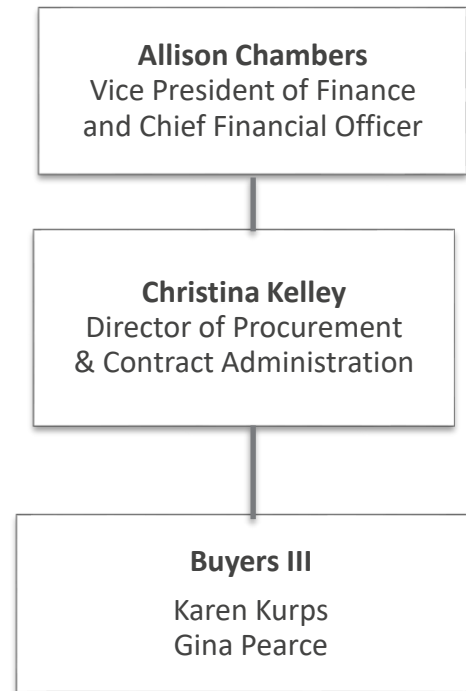 Allison Chambers
Vice President of Finance
and Chief Financial Officer
Christina Kelley
Director of Procurement
& Contract Administration
Buyers III
Karen Kurps
Gina Pearce